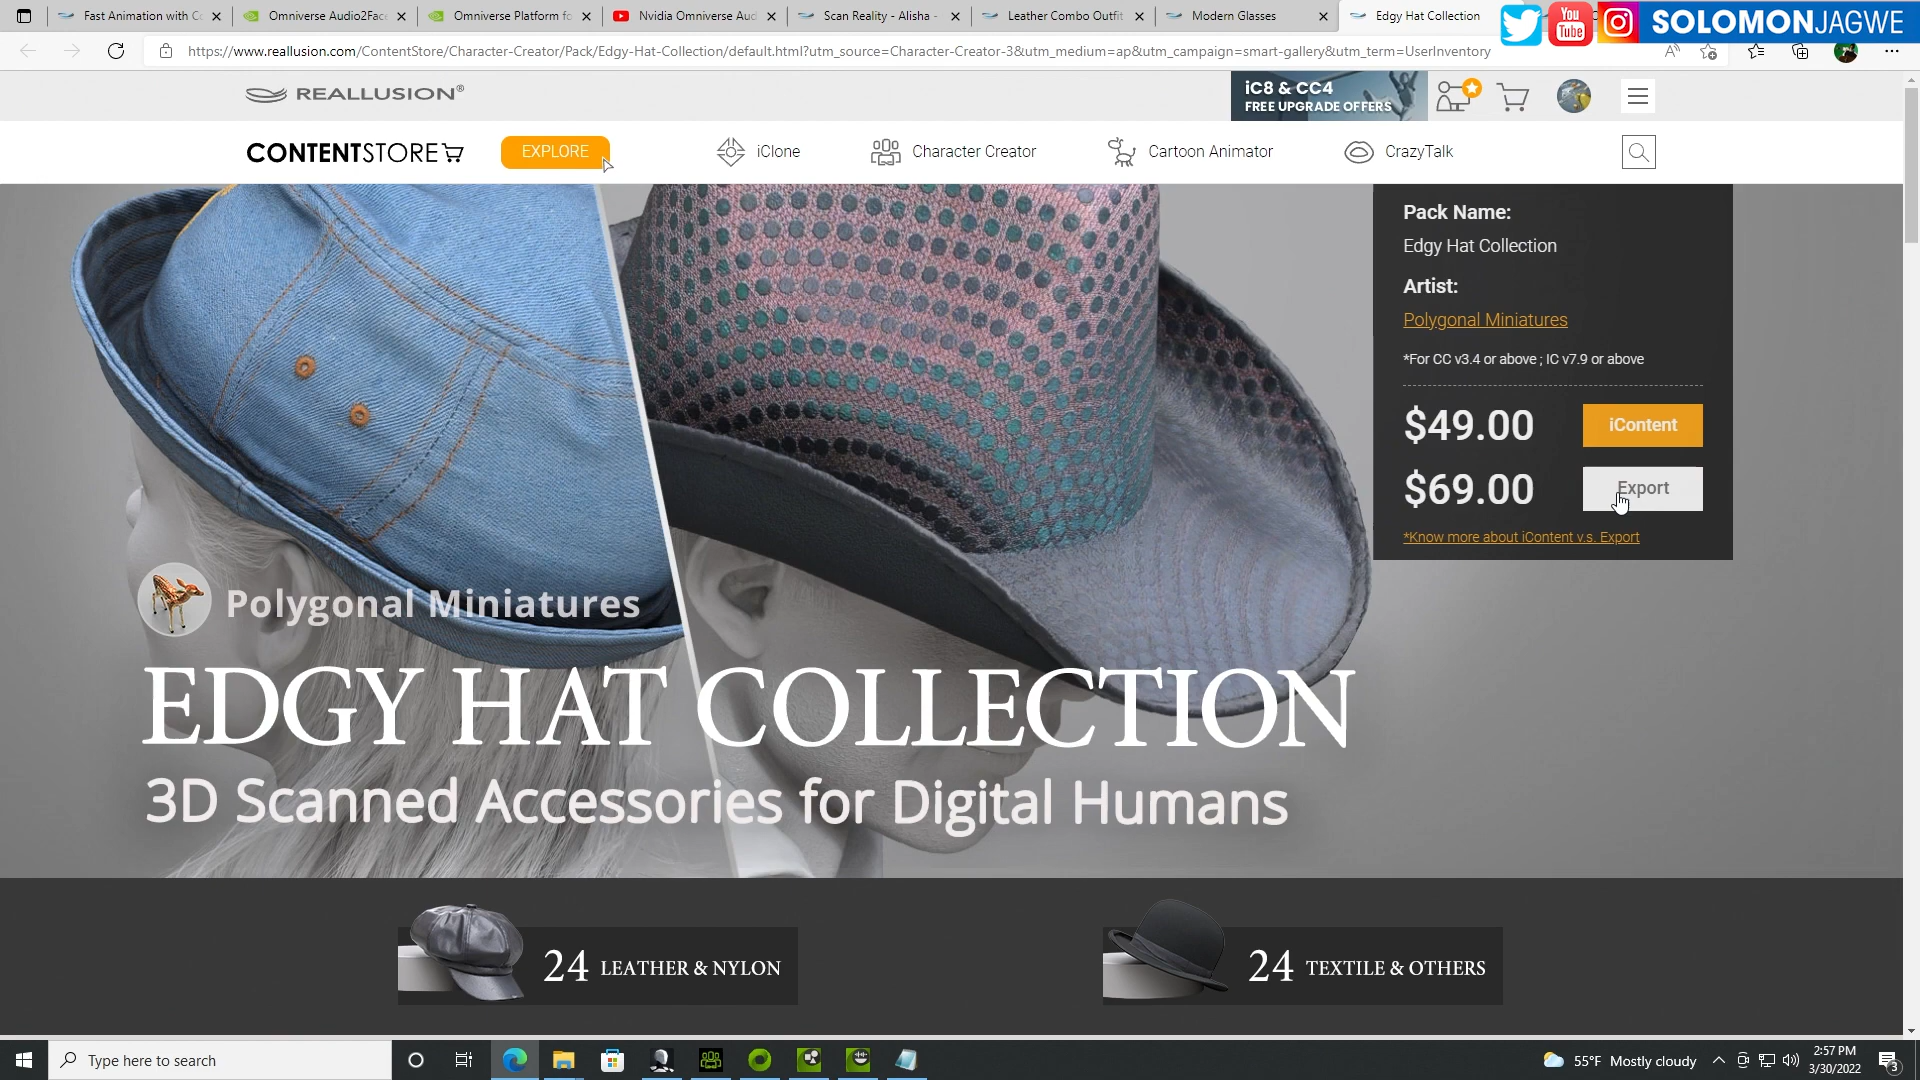 Fast Animation with Co
Omniverse Audio2Face
Omniverse Platform fo
Nvidia Omniverse Aud
Scan Reality - Alisha -
Leather Combo Outfit
Modern Glasses
Edgy Hat Collection
You
Tube
SOLOMONJAGWE
https://www.reallusion.com/ContentStore/Character-Creator/Pack/Edgy-Hat-Collection/default.html?utm_source=Character-Creator-3&utm_medium=ap&utm_campaign=smart-gallery&utm_term=UserInventory
REALLUSION®
iC8 & CC4
FREE UPGRADE OFFERS
CONTENTSTORE
EXPLORE
iClone
Character Creator
Cartoon Animator
CrazyTalk
Pack Name:
Edgy Hat Collection
Artist:
Polygonal Miniatures
*For CC v3.4 or above ; IC v7.9 or above
$49.00
iContent
$69.00
Export
*Know more about iContent v.s. Export
Polygonal Miniatures
EDGY HAT COLLECTION
3D Scanned Accessories for Digital Humans
24 LEATHER & NYLON
24 TEXTILE & OTHERS
Type here to search
55°F Mostly cloudy
2:57 PM
3/30/2022
3